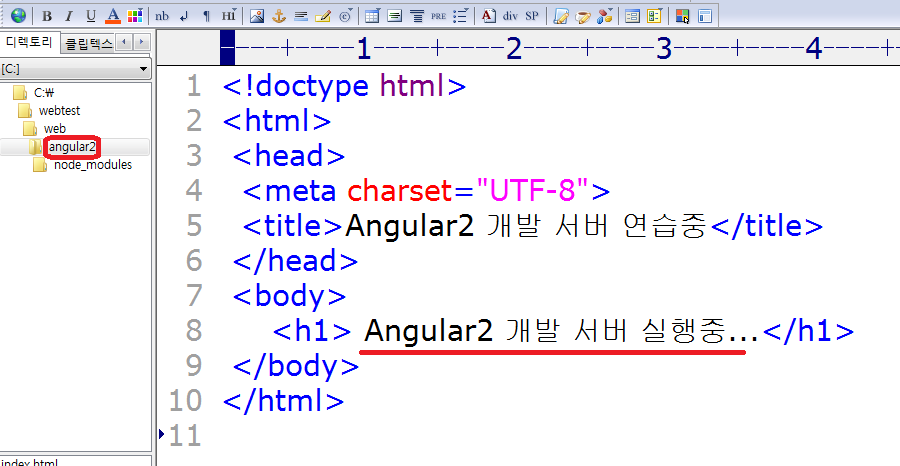 B I U A nb ¶ HI © PRE A div SP
디렉토리 클립텍스
[C:]
C:\
webtest
web
angular2
node_modules
1 2 3 4
1 <!doctype html>
2 <html>
3 <head>
4 <meta charset="UTF-8">
5 <title>Angular2 개발 서버 연습중</title>
6 </head>
7 <body>
8 <h1> Angular2 개발 서버 실행중...</h1>
9 </body>
10 </html>
11
index.html